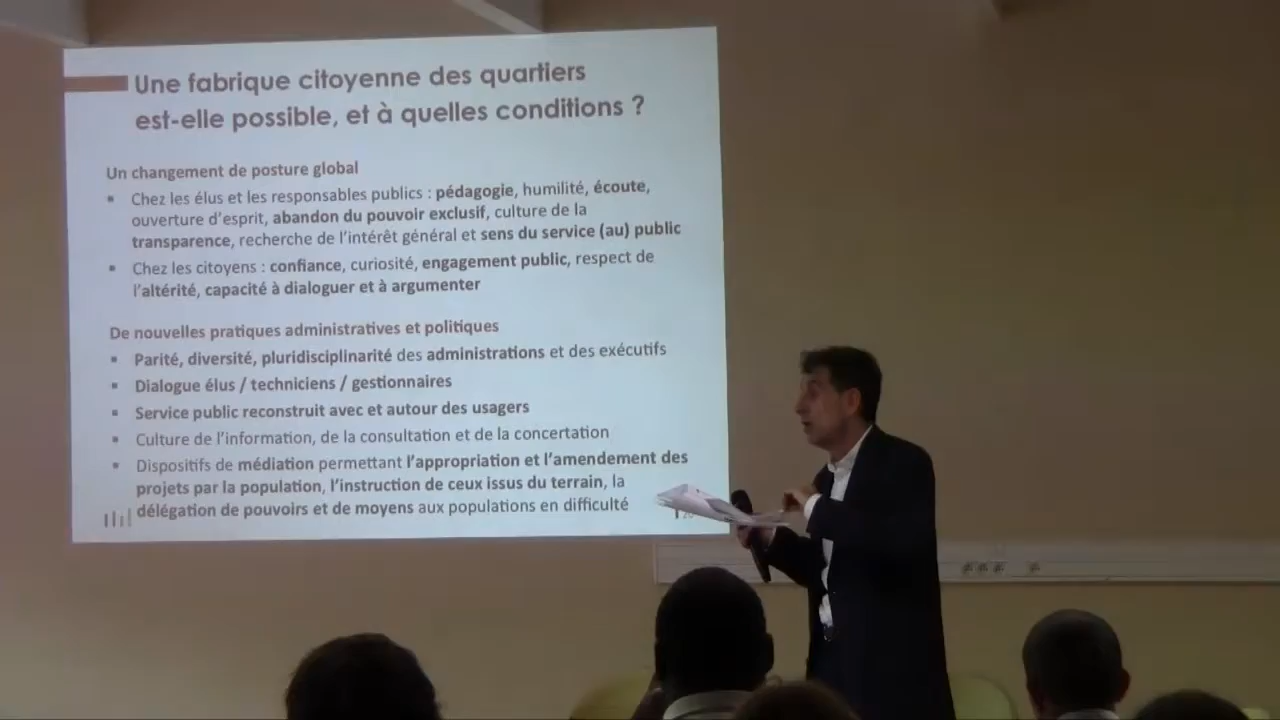 Une fabrique citoyenne des quartiers
est-elle possible, et à quelles conditions ?
Un changement de posture global
▪ Chez les élus et les responsables publics : pédagogie, humilité, écoute,
ouverture d'esprit, abandon du pouvoir exclusif, culture de la
transparence, recherche de l'intérêt général et sens du service (au) public
▪ Chez les citoyens : confiance, curiosité, engagement public, respect de
l'altérité, capacité à dialoguer et à argumenter
De nouvelles pratiques administratives et politiques
▪ Parité, diversité, pluridisciplinarité des administrations et des exécutifs
▪ Dialogue élus / techniciens / gestionnaires
▪ Service public reconstruit avec et autour des usagers
▪ Culture de l'information, de la consultation et de la concertation
▪ Dispositifs de médiation permettant l'appropriation et l'amendement des
projets par la population, l'instruction de ceux issus du terrain, la
délégation de pouvoirs et de moyens aux populations en difficulté